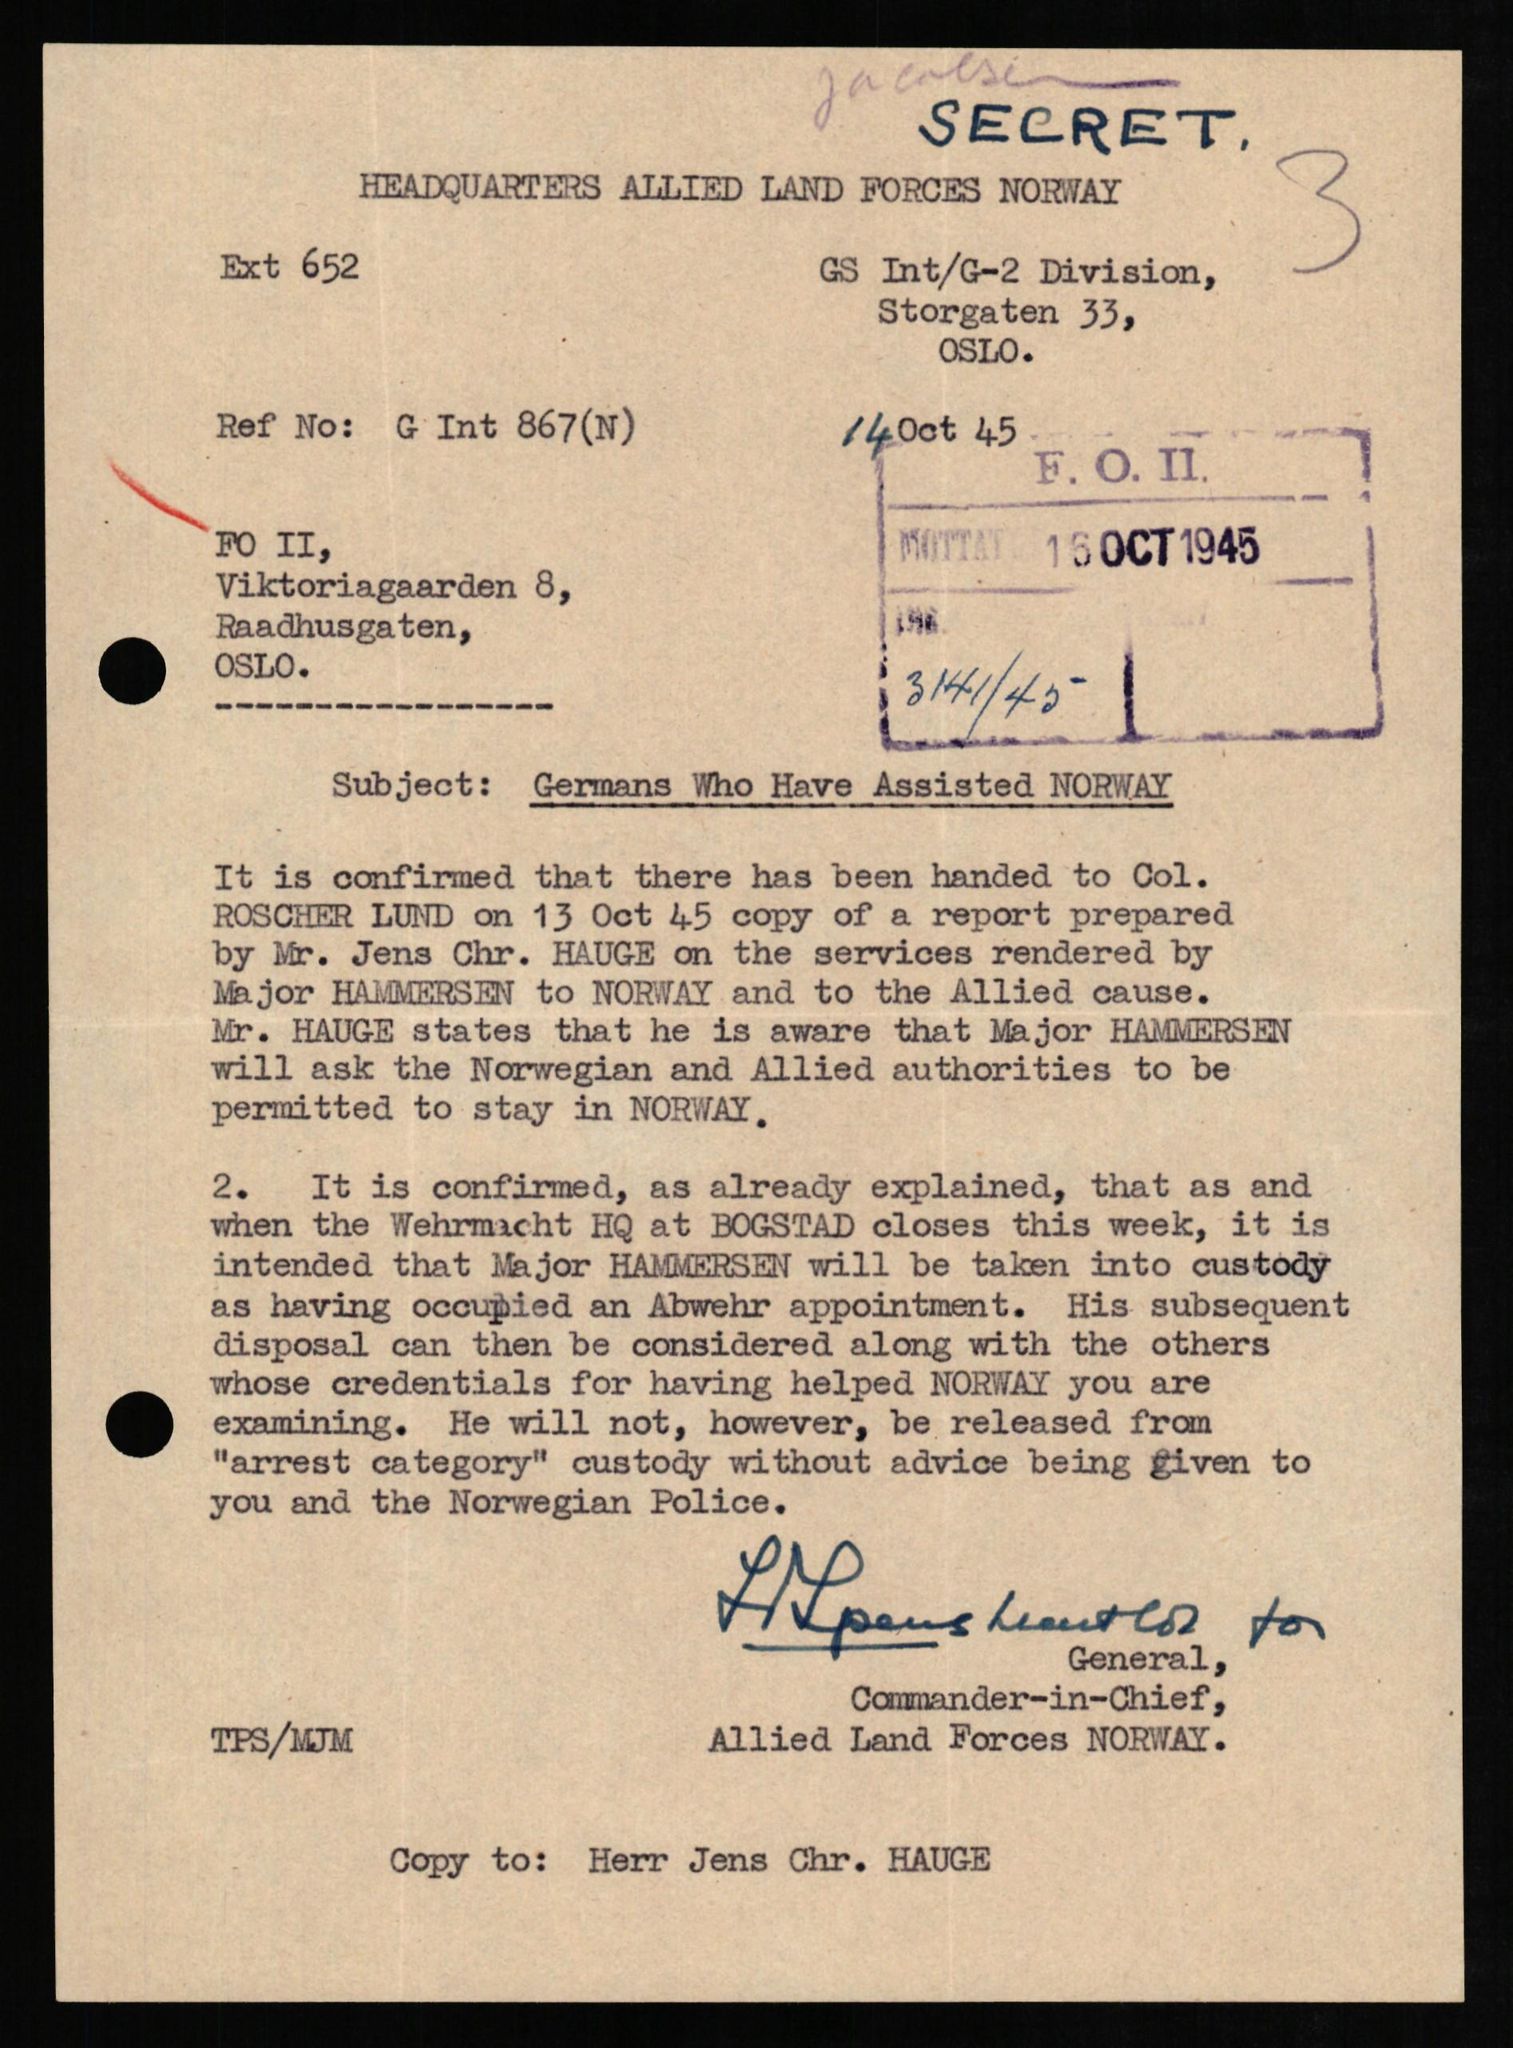 Jacobsen
SECRET.
3
HEADQUARTERS ALLIED LAND FORCES NORWAY
Ext 652
GS Int/G-2 Division,
Storgaten 33,
OSLO.
Ref No: G Int 867(N)
14 Oct 45
F. O. II.
MOTTAT 16 OCT 1945
3141/45
FO II,
Viktoriagaarden 8,
Raadhusgaten,
OSLO.
-----------------
Subject: Germans Who Have Assisted NORWAY
It is confirmed that there has been handed to Col.
ROSCHER LUND on 13 Oct 45 copy of a report prepared
by Mr. Jens Chr. HAUGE on the services rendered by
Major HAMMERSEN to NORWAY and to the Allied cause.
Mr. HAUGE states that he is aware that Major HAMMERSEN
will ask the Norwegian and Allied authorities to be
permitted to stay in NORWAY.
2. It is confirmed, as already explained, that as and
when the Wehrmacht HQ at BOGSTAD closes this week, it is
intended that Major HAMMERSEN will be taken into custody
as having occupied an Abwehr appointment. His subsequent
disposal can then be considered along with the others
whose credentials for having helped NORWAY you are
examining. He will not, however, be released from
"arrest category" custody without advice being given to
you and the Norwegian Police.
for
General,
Commander-in-Chief,
TPS/MJM
Allied Land Forces NORWAY.
Copy to: Herr Jens Chr. HAUGE